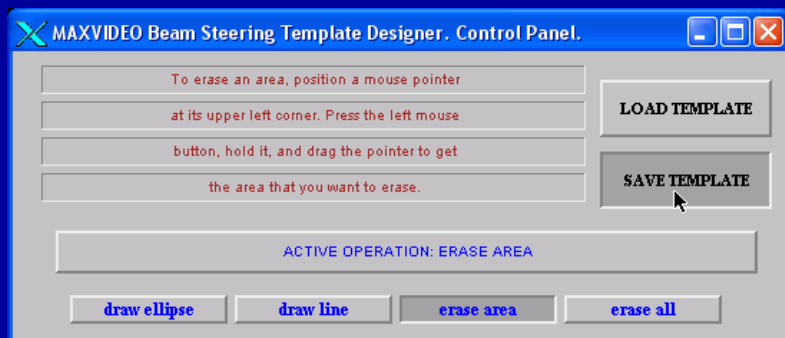 MAXVIDEO Beam Steering Template Designer. Control Panel.
To erase an area, position a mouse pointer
at its upper left corner. Press the left mouse
button, hold it, and drag the pointer to get
the area that you want to erase.
LOAD TEMPLATE
SAVE TEMPLATE
ACTIVE OPERATION: ERASE AREA
draw ellipse draw line erase area erase all